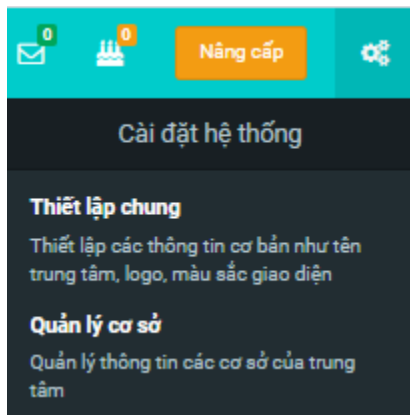 0 0
Nâng cấp
Cài đặt hệ thống
Thiết lập chung
Thiết lập các thông tin cơ bản như tên
trung tâm, logo, màu sắc giao diện
Quản lý cơ sở
Quản lý thông tin các cơ sở của trung
tâm